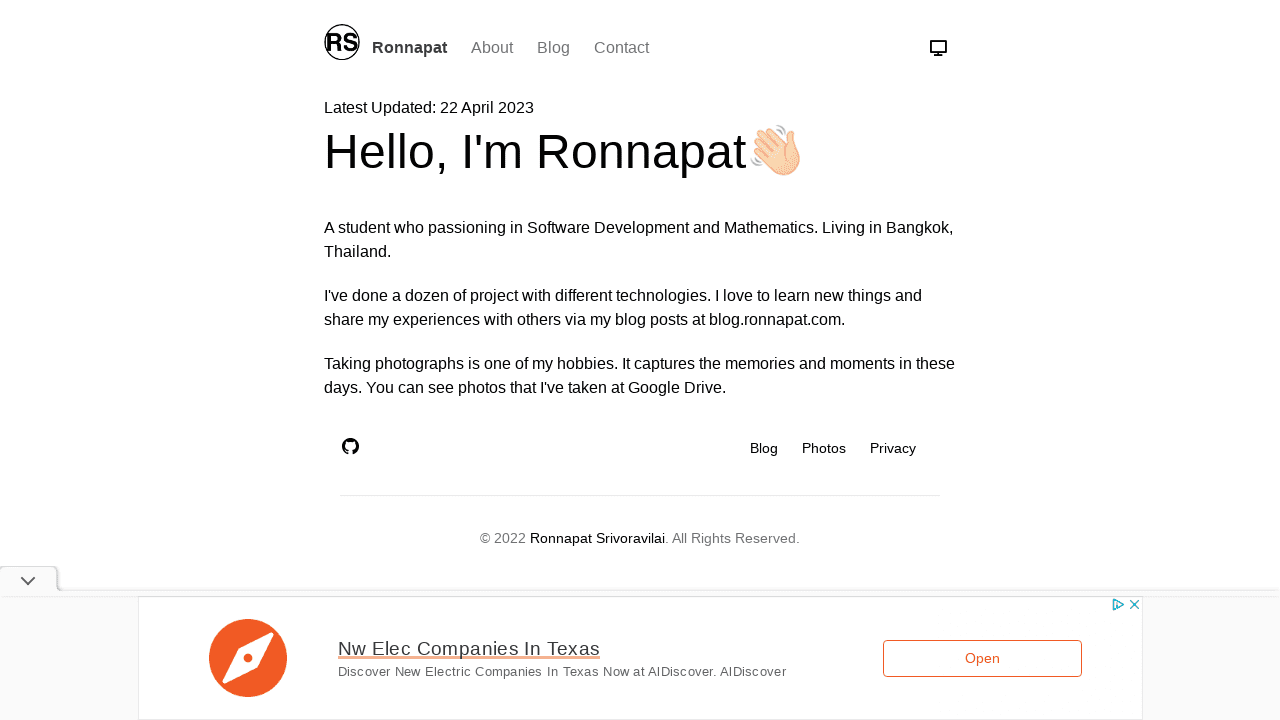 RS Ronnapat About Blog Contact
Latest Updated: 22 April 2023
Hello, I'm Ronnapat👋🏻
A student who passioning in Software Development and Mathematics. Living in Bangkok,
Thailand.
I've done a dozen of project with different technologies. I love to learn new things and
share my experiences with others via my blog posts at blog.ronnapat.com.
Taking photographs is one of my hobbies. It captures the memories and moments in these
days. You can see photos that I've taken at Google Drive.
Blog Photos Privacy
© 2022 Ronnapat Srivoravilai. All Rights Reserved.
Nw Elec Companies In Texas
Discover New Electric Companies In Texas Now at AlDiscover. AlDiscover
Open